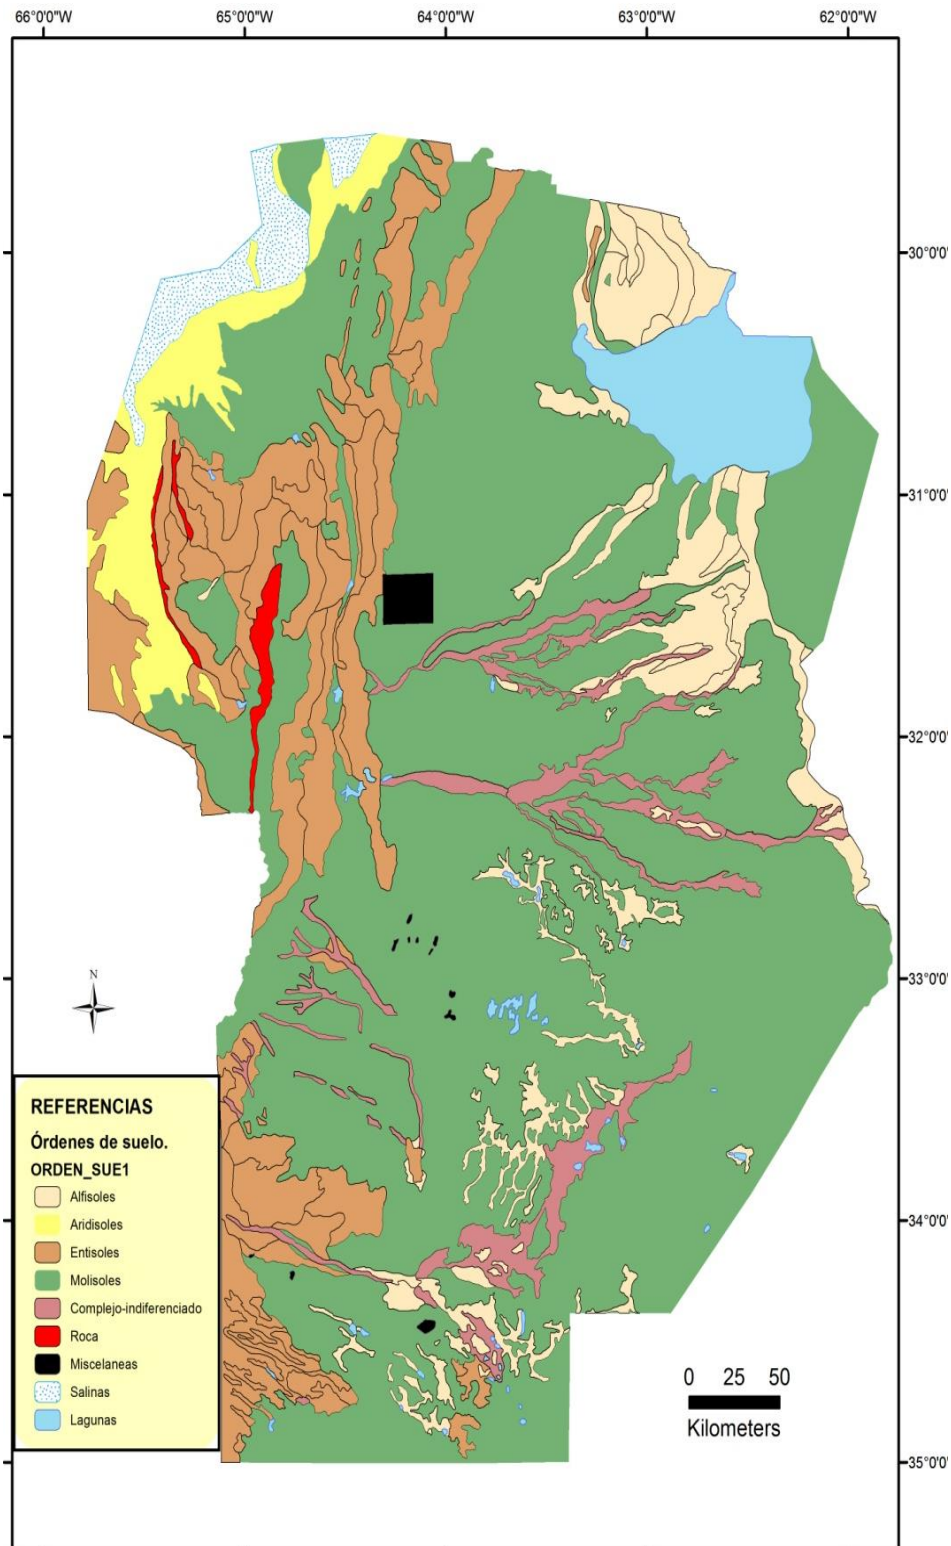 66°0'0"W 65°0'0"W 64°0'0"W 63°0'0"W 62°0'0"W
30°0'0
31°0'0
32°0'0
33°0'0
34°0'0
35°0'0
N
REFERENCIAS
Órdenes de suelo.
ORDEN_SUE1
Alfisoles
Aridisoles
Entisoles
Molisoles
Complejo-indiferenciado
Roca
Miscelaneas
Salinas
Lagunas
0 25 50
Kilometers